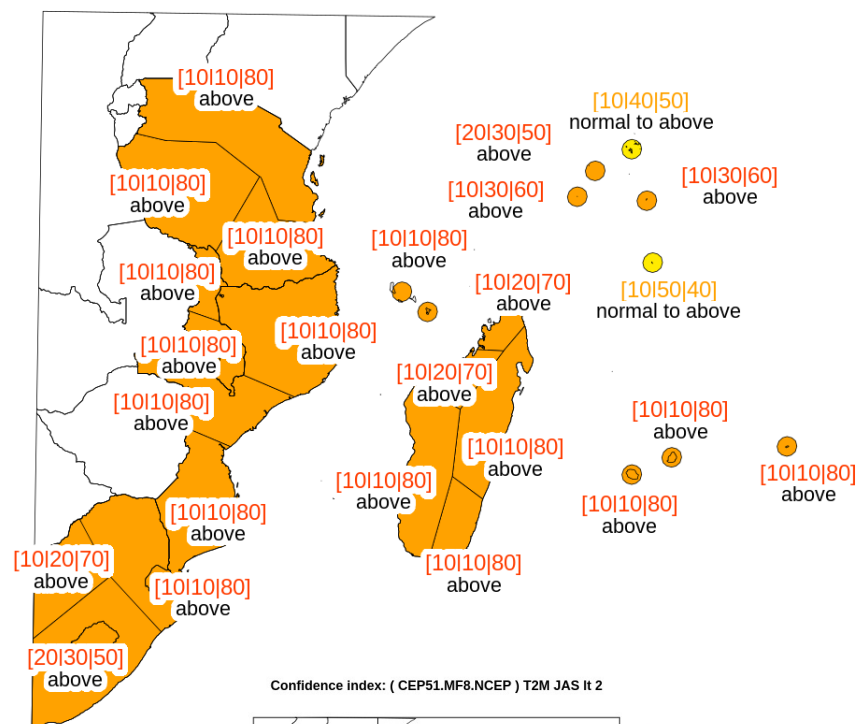 [10|10|80]
above
[10|40|50]
normal to above
[20|30|50]
above
[10|10|80]
above
[10|30|60]
above
[10|30|60]
above
[10|10|80]
above
[10|10|80]
above
[10|10|80]
above
[10|20|70]
above
[10|50|40]
normal to above
[10|10|80]
above
[10|10|80]
above
[10|20|70]
above
[10|10|80]
above
[10|10|80]
above
[10|10|80]
above
[10|10|80]
above
[10|10|80]
above
[10|10|80]
above
[10|10|80]
above
[10|20|70]
above
[10|10|80]
above
[10|10|80]
above
[20|30|50]
above
Confidence index: ( CEP51.MF8.NCEP ) T2M JAS lt 2